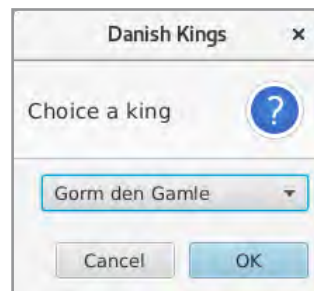 Danish Kings
Choice a king
Gorm den Gamle
Cancel OK